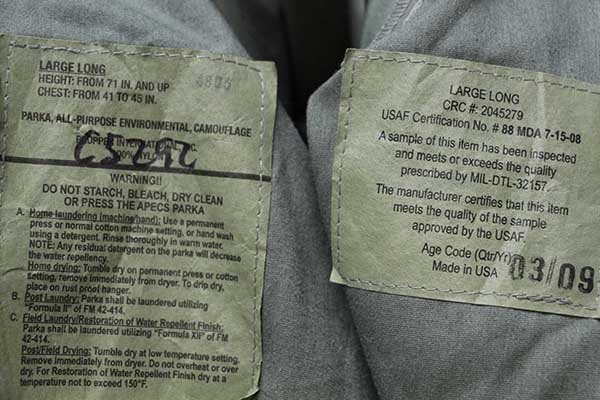 LARGE LONG
HEIGHT: FROM 71 IN. AND UP
CHEST: FROM 41 TO 45 IN.
PARKA, ALL-PURPOSE ENVIRONMENTAL, CAMOUFLAGE
PROPPER INTERNATIONAL
WARNING!!
DO NOT STARCH, BLEACH, DRY CLEAN
OR PRESS THE APECS PARKA
A. Home laundering (machine/hand): Use a permanent
press or normal cotton machine setting, or hand wash
using a detergent. Rinse thoroughly in warm water.
NOTE: Any residual detergent on the parka will decrease
the water repellency.
Home drying: Tumble dry on permanent press or cotton
setting, remove immediately from dryer. To drip dry,
place on rust proof hanger.
B. Post Laundry: Parka shall be laundered utilizing
"Formula II" of FM 42-414.
C. Field Laundry/Restoration of Water Repellent Finish:
Parka shall be laundered utilizing "Formula XII" of FM
42-414.
Post/Field Drying: Tumble dry at low temperature setting.
Remove immediately from dryer. Do not overheat or over
dry. For Restoration of Water Repellent Finish dry at a
temperature not to exceed 150°F.
LARGE LONG
CRC #: 2045279
USAF Certification No. # 88 MDA 7-15-08
A sample of this item has been inspected
and meets or exceeds the quality
prescribed by MIL-DTL-32157.
The manufacturer certifies that this item
meets the quality of the sample
approved by the USAF.
Age Code (Qtr/Yr) 03/09
Made in USA